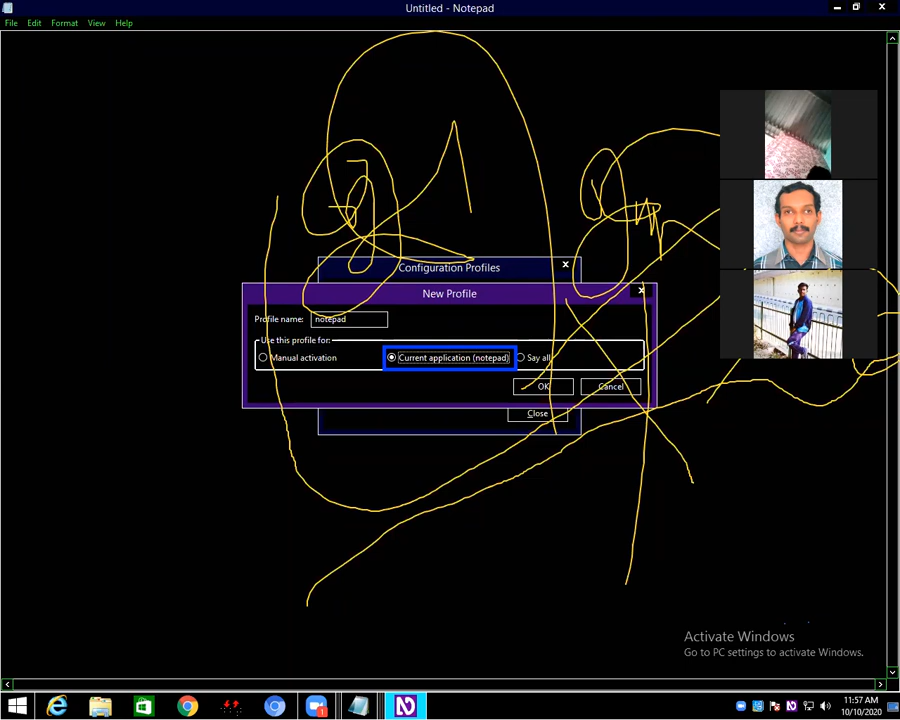 Untitled - Notepad
File Edit Format View Help
Configuration Profiles
New Profile
Profile name: notepad
Use this profile for:
Manual activation Current application (notepad) Say all
OK Cancel
Close
Activate Windows
Go to PC settings to activate Windows.
11:57 AM
10/10/2020